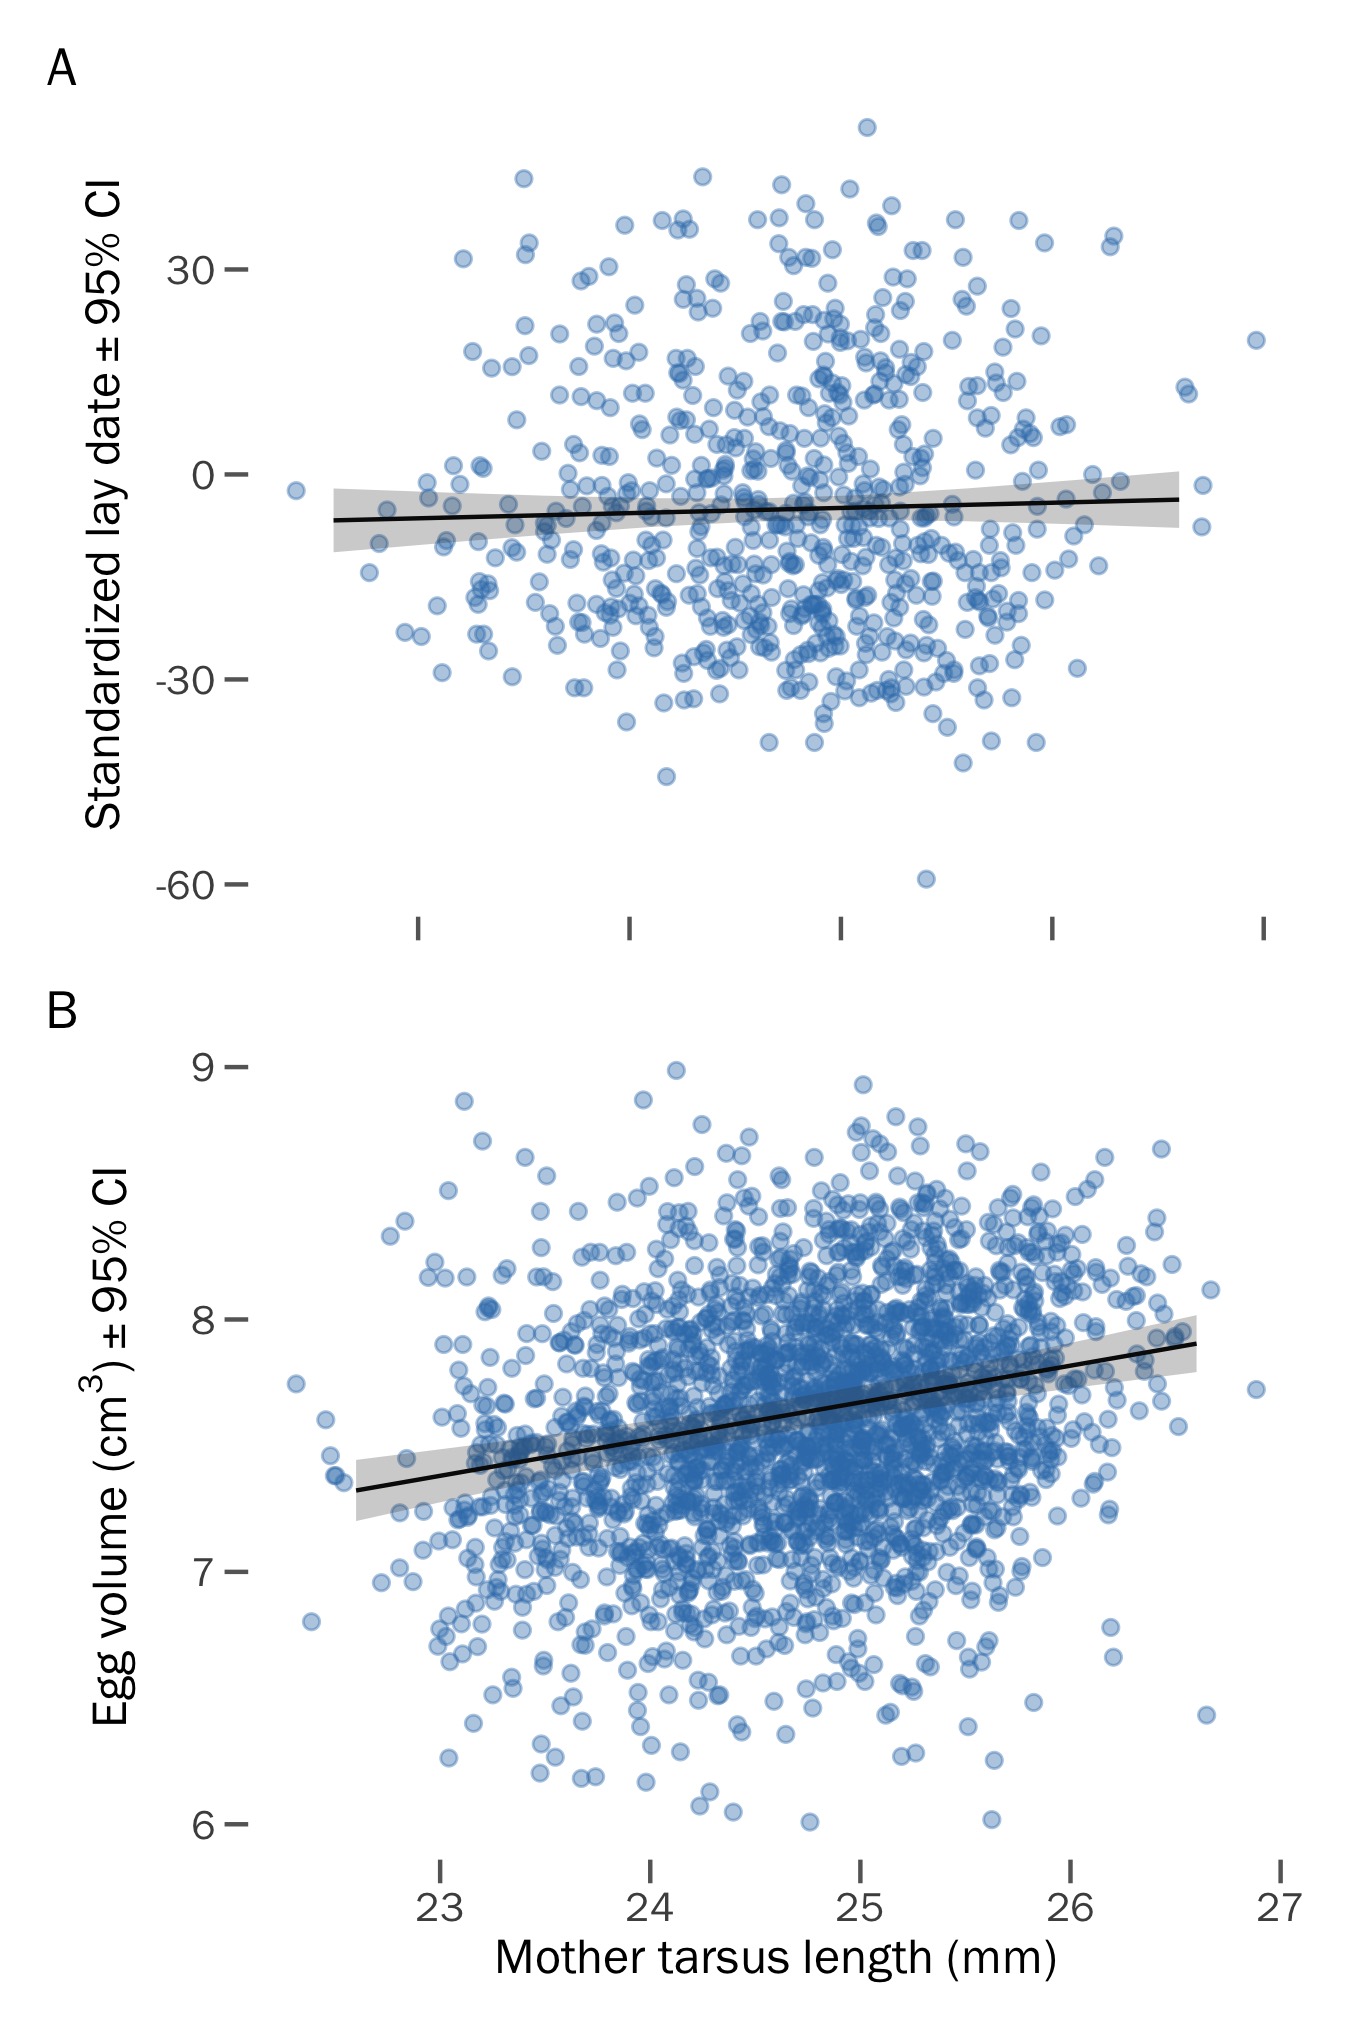 A
Standardized lay date ± 95% CI
30
0
-30
-60
B
Egg volume (cm³) ± 95% CI
9
8
7
6
23 24 25 26 27
Mother tarsus length (mm)